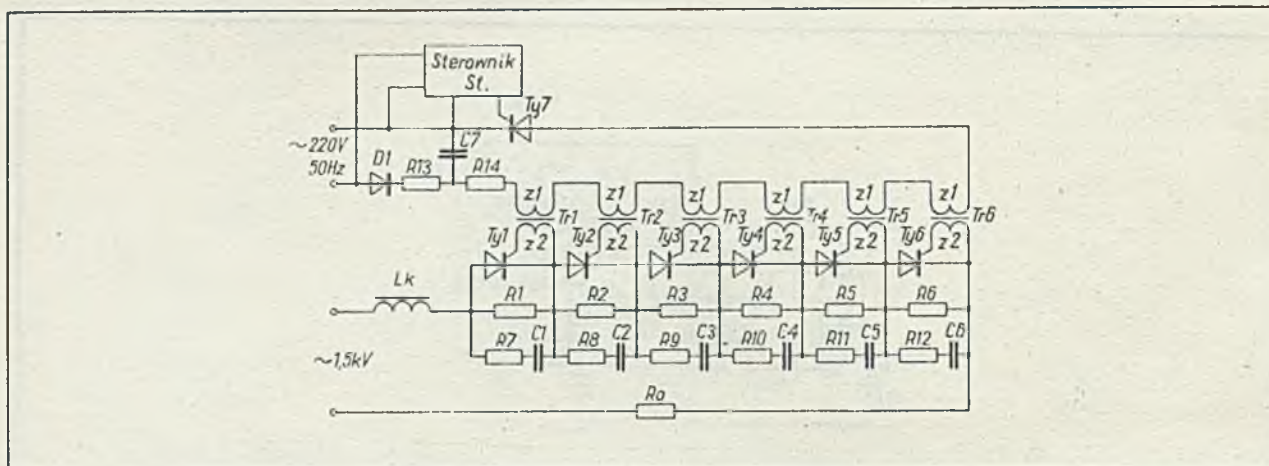 Sterownik
St.
Ty7
~220V
50Hz
D1
R13
C7
R14
z1 z1 z1 z1 z1 z1
Tr1 Tr2 Tr3 Tr4 Tr5 Tr6
z2 z2 z2 z2 z2 z2
Ty1 Ty2 Ty3 Ty4 Ty5 Ty6
Lk
R1 R2 R3 R4 R5 R6
R7 C1 R8 C2 R9 C3 R10 C4 R11 C5 R12 C6
~1,5kV
Ro